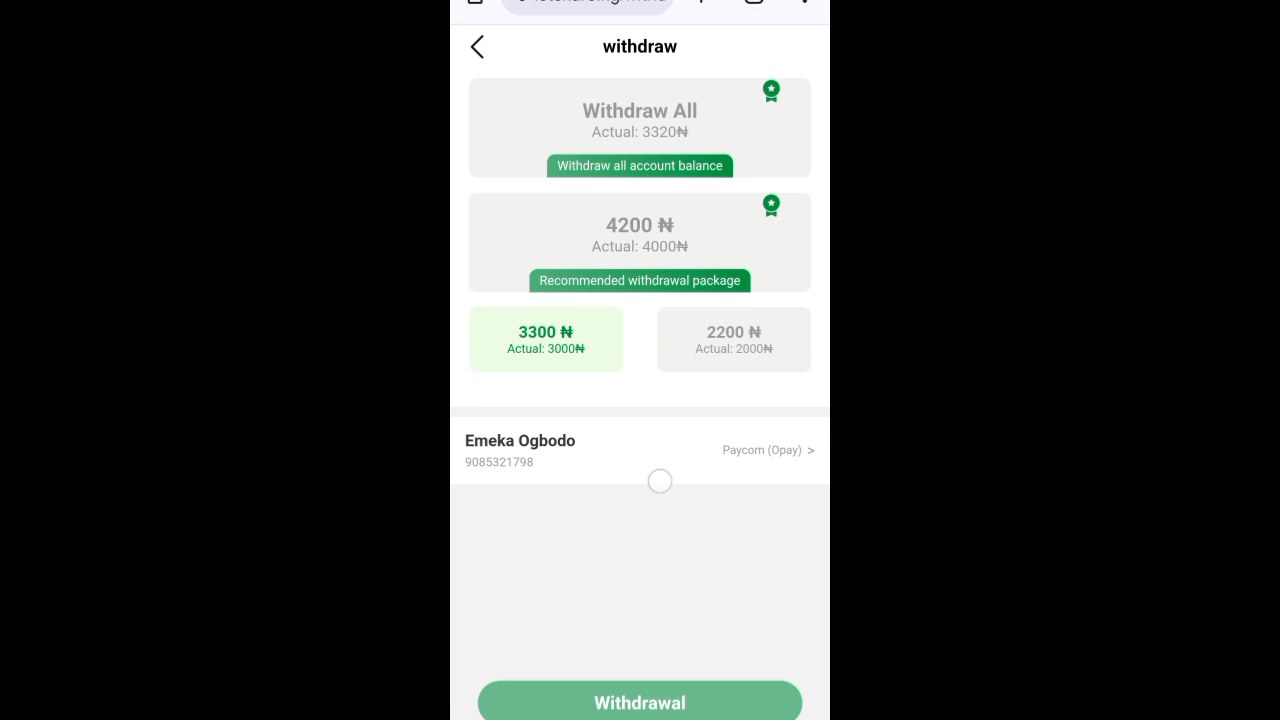 withdraw
Withdraw All
Actual: 3320₦
Withdraw all account balance
4200 ₦
Actual: 4000₦
Recommended withdrawal package
3300 ₦
Actual: 3000₦
2200 ₦
Actual: 2000₦
Emeka Ogbodo
9085321798
Paycom (Opay) >
Withdrawal